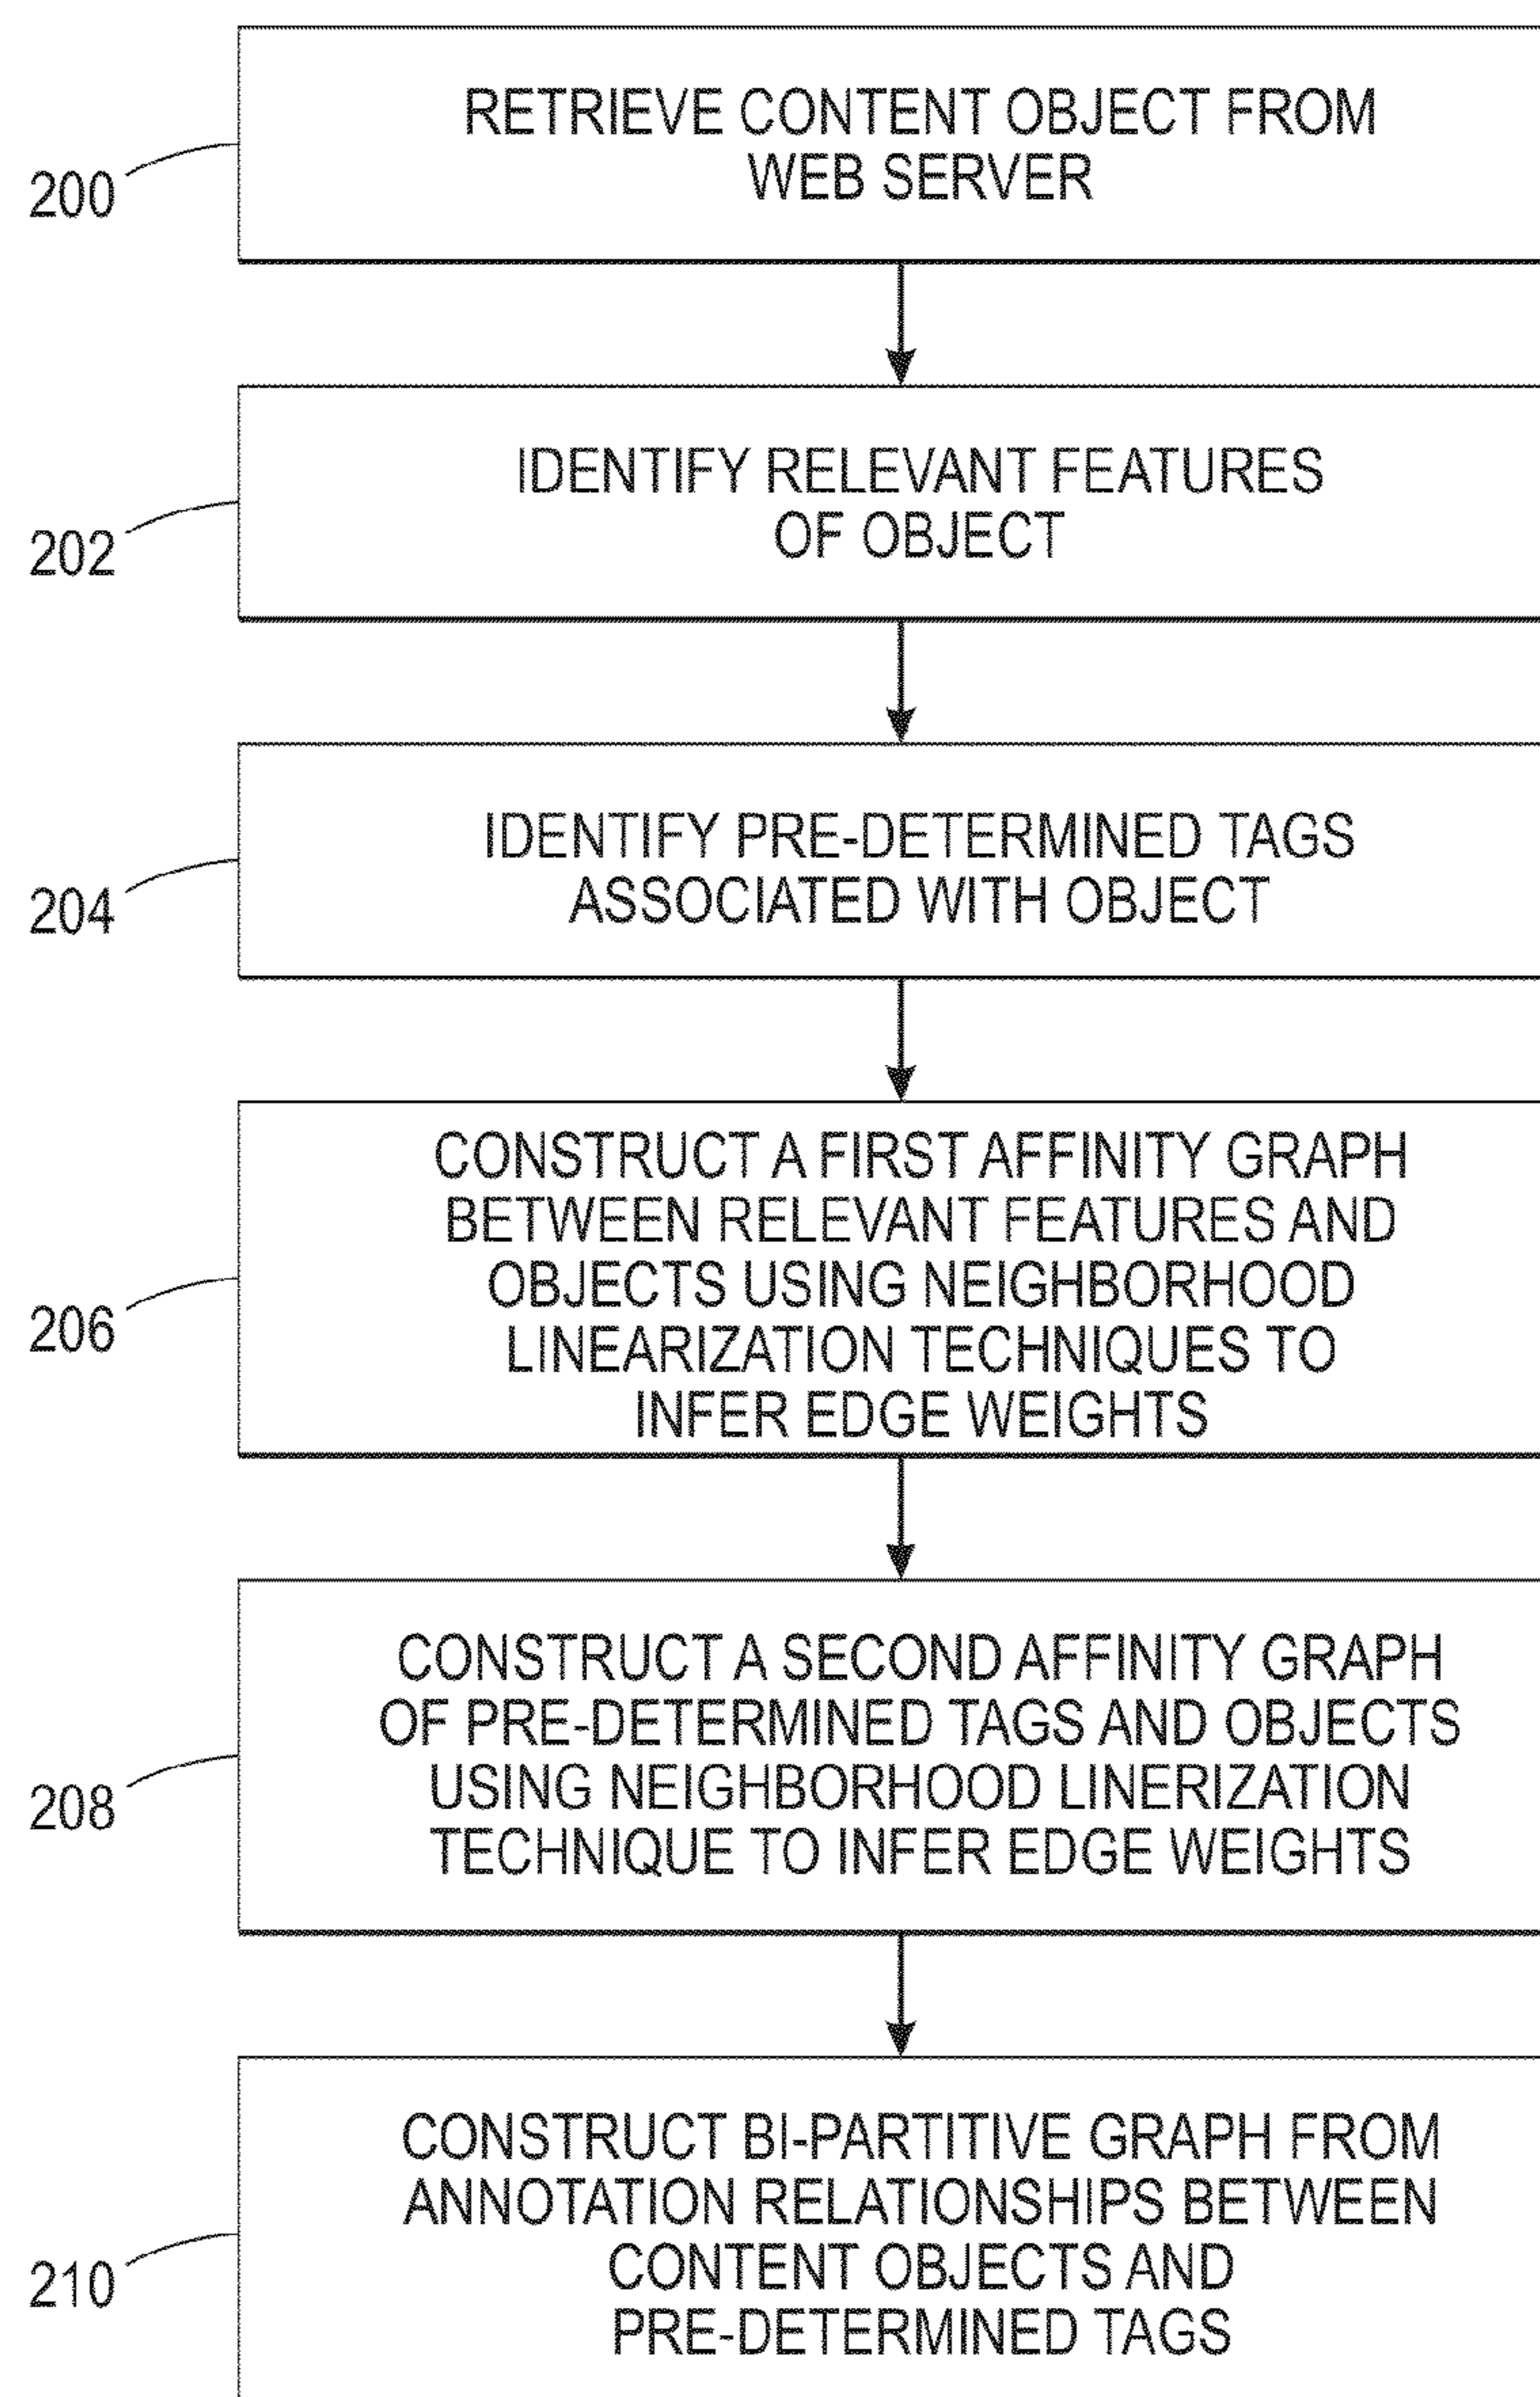 RETRIEVE CONTENT OBJECT FROM
WEB SERVER
200
IDENTIFY RELEVANT FEATURES
OF OBJECT
202
IDENTIFY PRE-DETERMINED TAGS
ASSOCIATED WITH OBJECT
204
CONSTRUCT A FIRST AFFINITY GRAPH
BETWEEN RELEVANT FEATURES AND
OBJECTS USING NEIGHBORHOOD
LINEARIZATION TECHNIQUES TO
INFER EDGE WEIGHTS
206
CONSTRUCT A SECOND AFFINITY GRAPH
OF PRE-DETERMINED TAGS AND OBJECTS
USING NEIGHBORHOOD LINERIZATION
TECHNIQUE TO INFER EDGE WEIGHTS
208
CONSTRUCT BI-PARTITIVE GRAPH FROM
ANNOTATION RELATIONSHIPS BETWEEN
CONTENT OBJECTS AND
PRE-DETERMINED TAGS
210